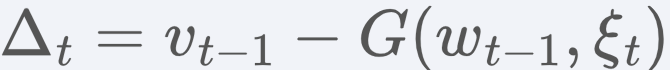 Δ_t = v_{t−1} − G(w_{t−1}, ξ_t)